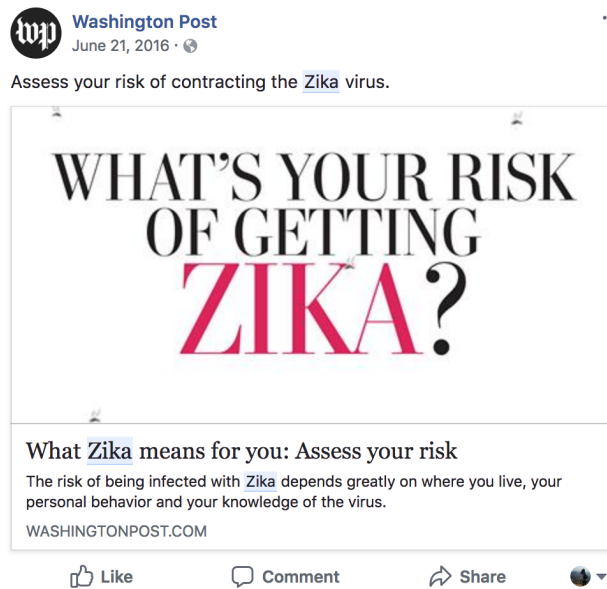 wp
Washington Post
June 21, 2016 ·
Assess your risk of contracting the Zika virus.
WHAT'S YOUR RISK
OF GETTING
ZIKA?
What Zika means for you: Assess your risk
The risk of being infected with Zika depends greatly on where you live, your
personal behavior and your knowledge of the virus.
WASHINGTONPOST.COM
Like Comment Share